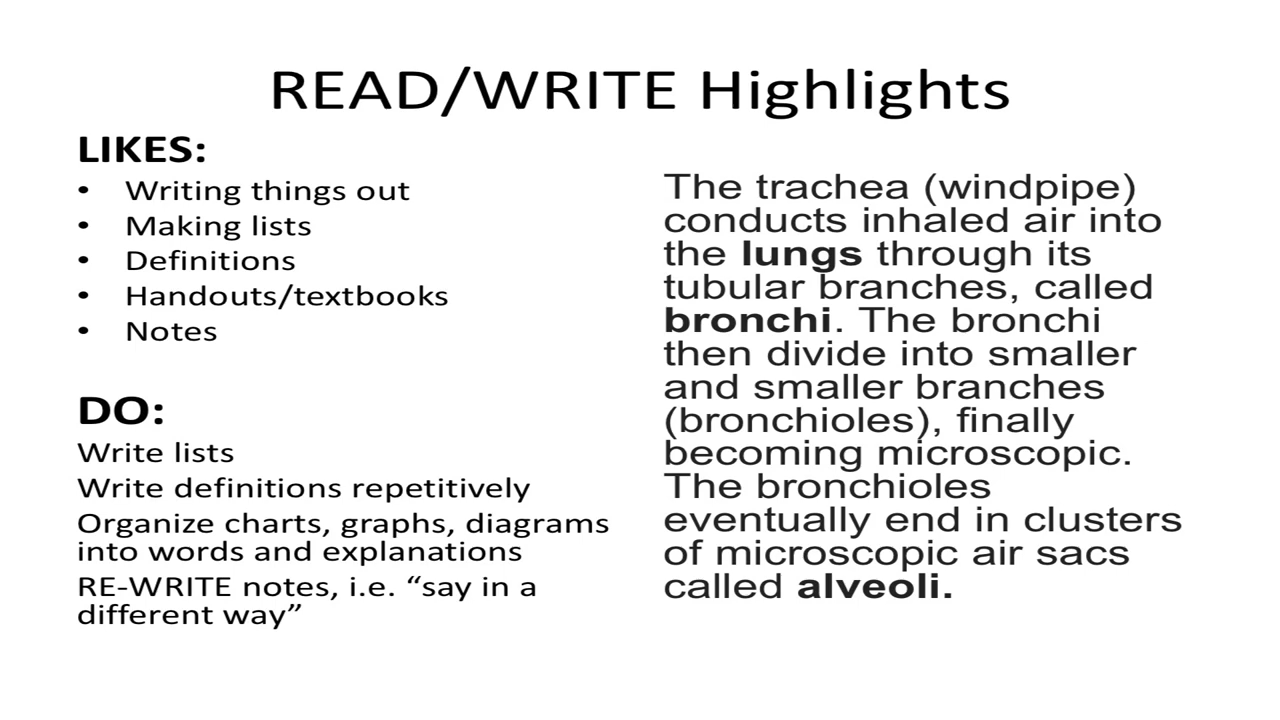 READ/WRITE Highlights
LIKES:
• Writing things out
• Making lists
• Definitions
• Handouts/textbooks
• Notes
DO:
Write lists
Write definitions repetitively
Organize charts, graphs, diagrams
into words and explanations
RE-WRITE notes, i.e. “say in a
different way”
The trachea (windpipe)
conducts inhaled air into
the lungs through its
tubular branches, called
bronchi. The bronchi
then divide into smaller
and smaller branches
(bronchioles), finally
becoming microscopic.
The bronchioles
eventually end in clusters
of microscopic air sacs
called alveoli.